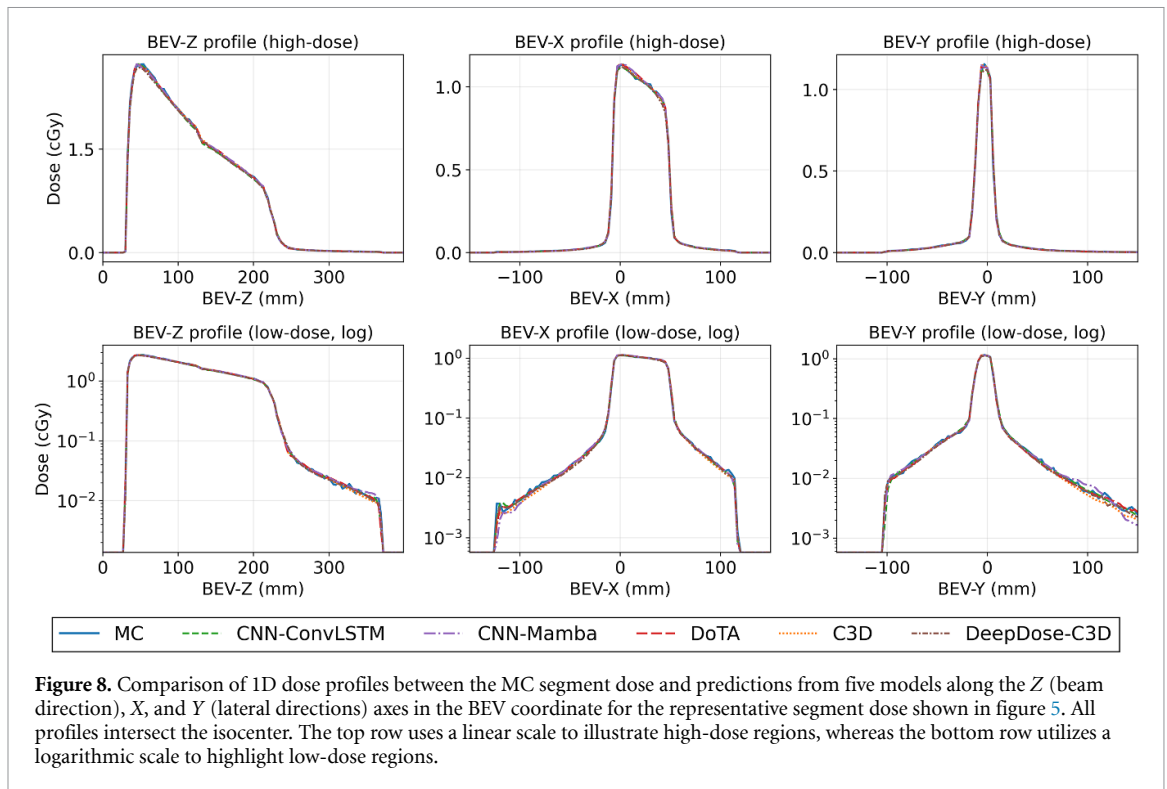 BEV-Z profile (high-dose)
BEV-X profile (high-dose)
BEV-Y profile (high-dose)
Dose (cGy)
1.5
0.0
0 100 200 300
BEV-Z (mm)
1.0
0.5
0.0
−100 0 100
BEV-X (mm)
1.0
0.5
0.0
−100 0 100
BEV-Y (mm)
BEV-Z profile (low-dose, log)
BEV-X profile (low-dose, log)
BEV-Y profile (low-dose, log)
Dose (cGy)
10⁰
10⁻¹
10⁻²
0 100 200 300
BEV-Z (mm)
10⁰
10⁻¹
10⁻²
10⁻³
−100 0 100
BEV-X (mm)
10⁰
10⁻¹
10⁻²
10⁻³
−100 0 100
BEV-Y (mm)
MC CNN-ConvLSTM CNN-Mamba DoTA C3D DeepDose-C3D
Figure 8. Comparison of 1D dose profiles between the MC segment dose and predictions from five models along the Z (beam
direction), X, and Y (lateral directions) axes in the BEV coordinate for the representative segment dose shown in figure 5. All
profiles intersect the isocenter. The top row uses a linear scale to illustrate high-dose regions, whereas the bottom row utilizes a
logarithmic scale to highlight low-dose regions.